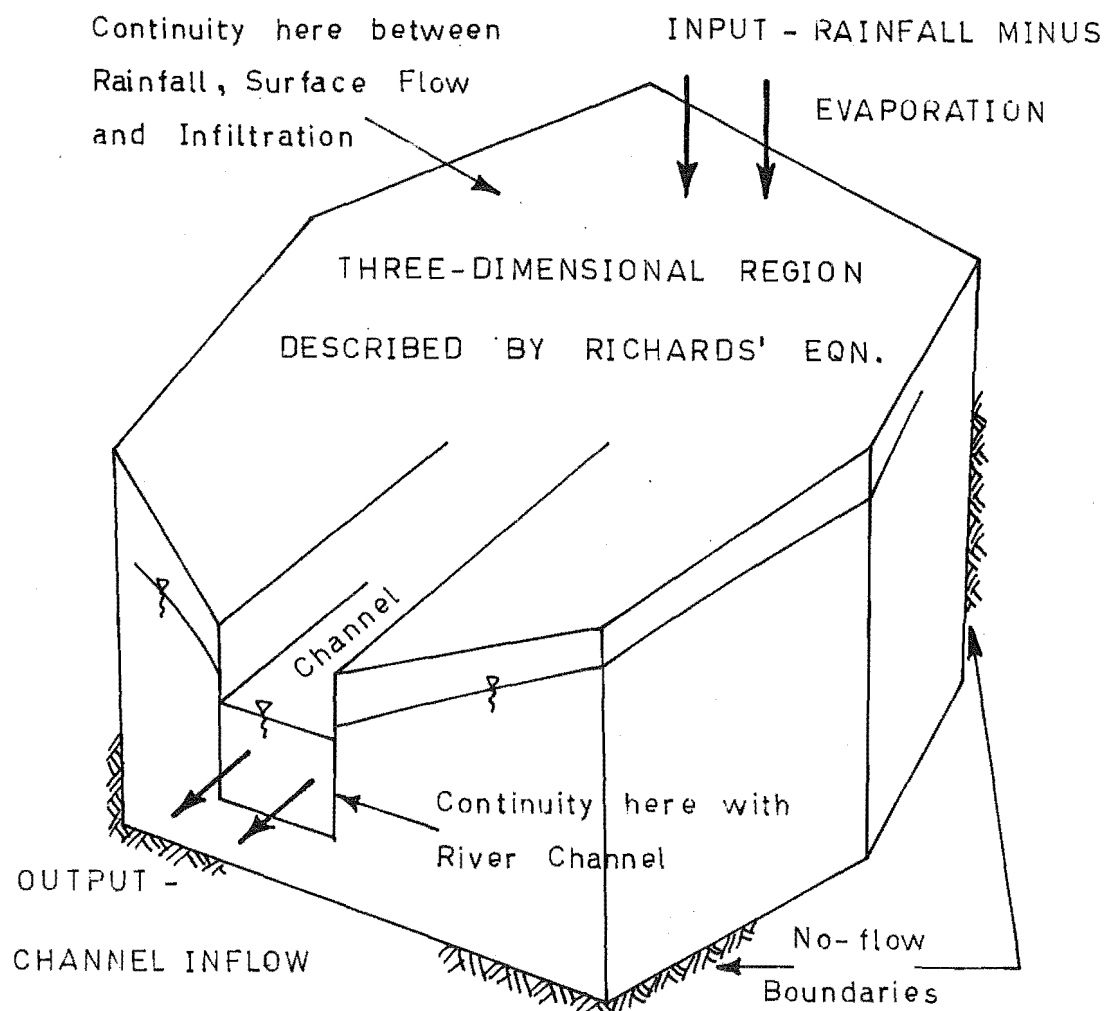 Continuity here between
Rainfall, Surface Flow
and Infiltration
INPUT - RAINFALL MINUS
EVAPORATION
THREE-DIMENSIONAL REGION
DESCRIBED BY RICHARDS' EQN.
Channel
Continuity here with
River Channel
OUTPUT -
CHANNEL INFLOW
No-flow
Boundaries